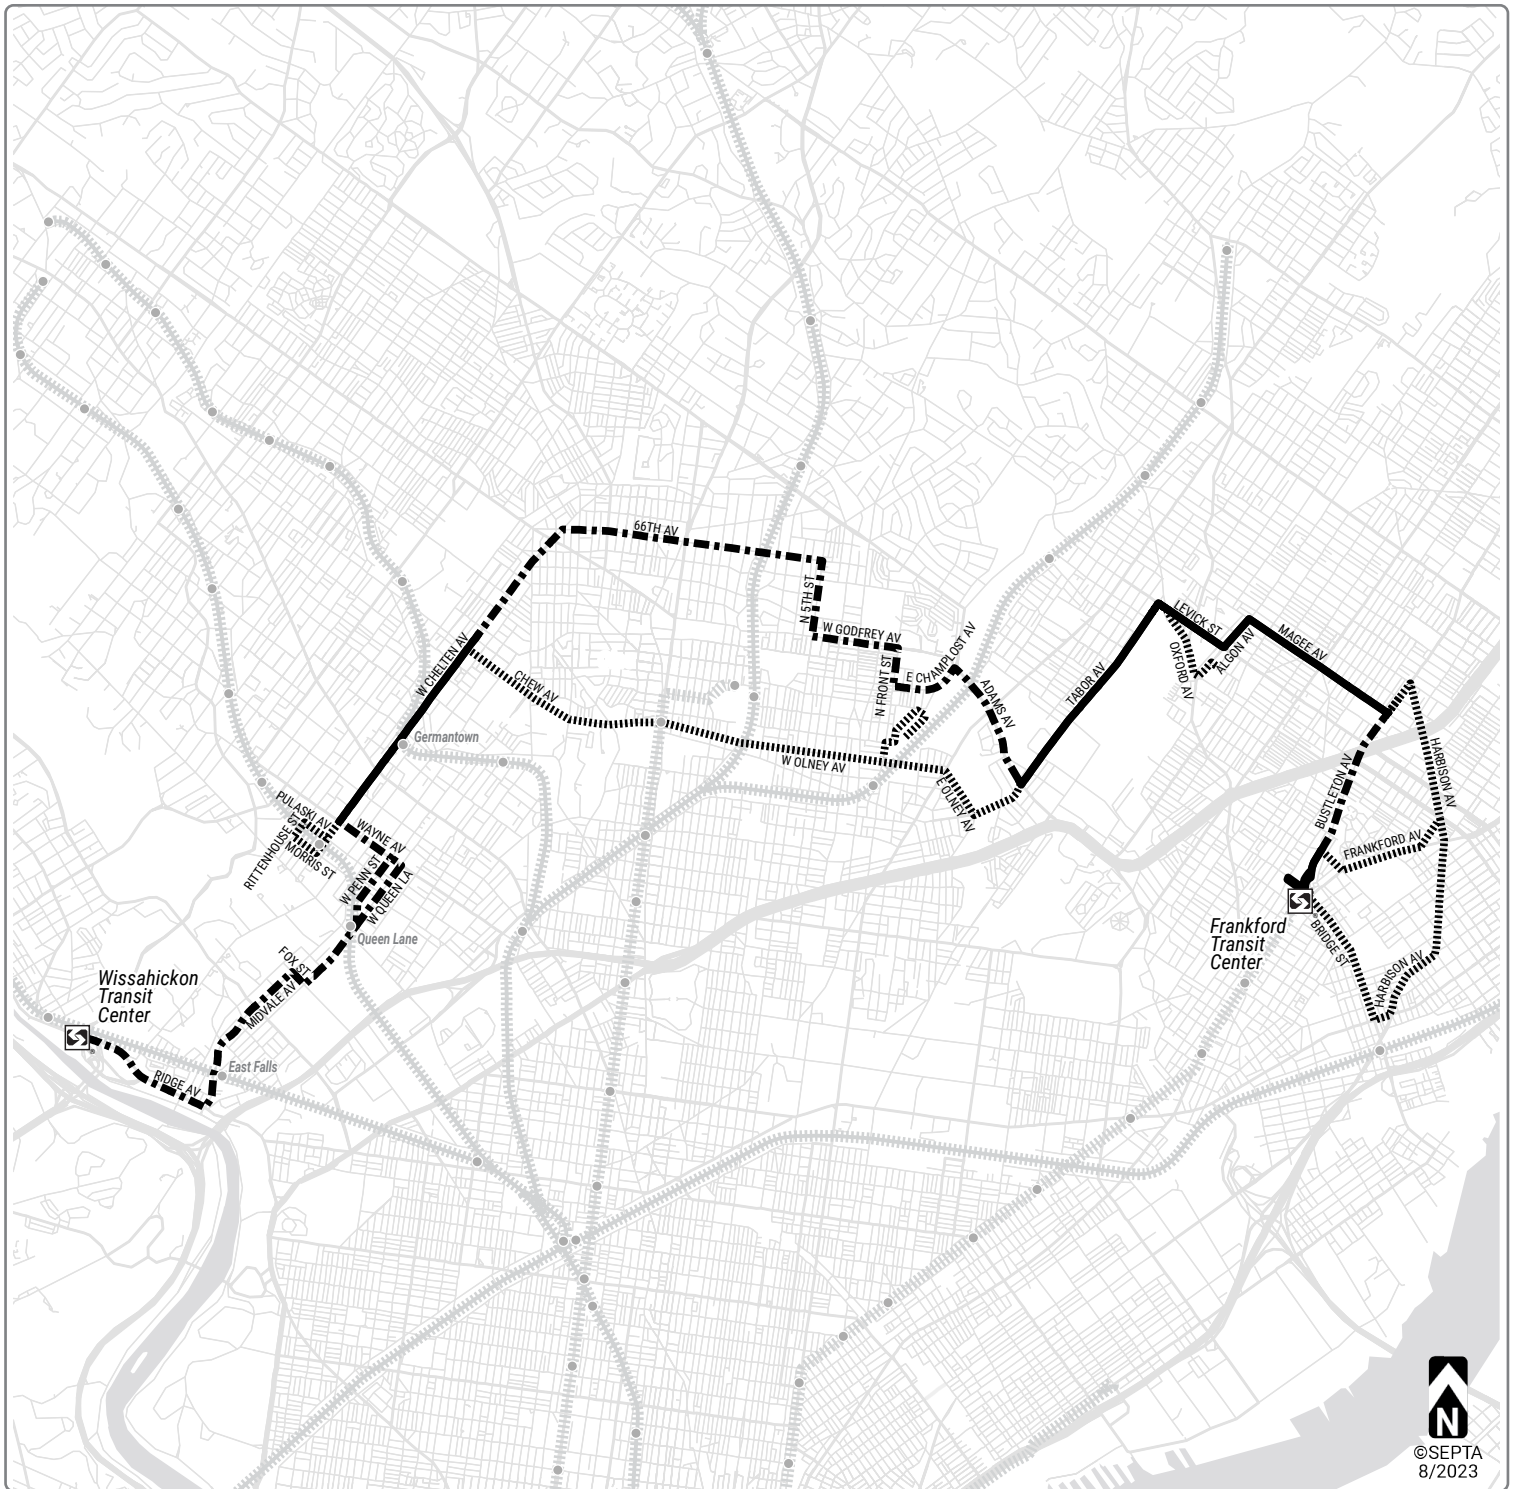 66TH AV
N 5TH ST
W GODFREY AV
N FRONT ST
E CHAMPLOST AV
ADAMS AV
LEVICK ST
ALGON AV
MAGEE AV
OXFORD AV
TABOR AV
W CHELTEN AV
CHEW AV
Germantown
W OLNEY AV
E OLNEY AV
HARBISON AV
BUSTLETON AV
FRANKFORD AV
PULASKI AV
RITTENHOUSE ST
MORRIS ST
WAYNE AV
W PENN ST
W QUEEN LA
Queen Lane
FOX ST
MIDVALE AV
Wissahickon
Transit
Center
RIDGE AV
East Falls
Frankford
Transit
Center
BRIDGE ST
HARBISON AV
N
©SEPTA
8/2023